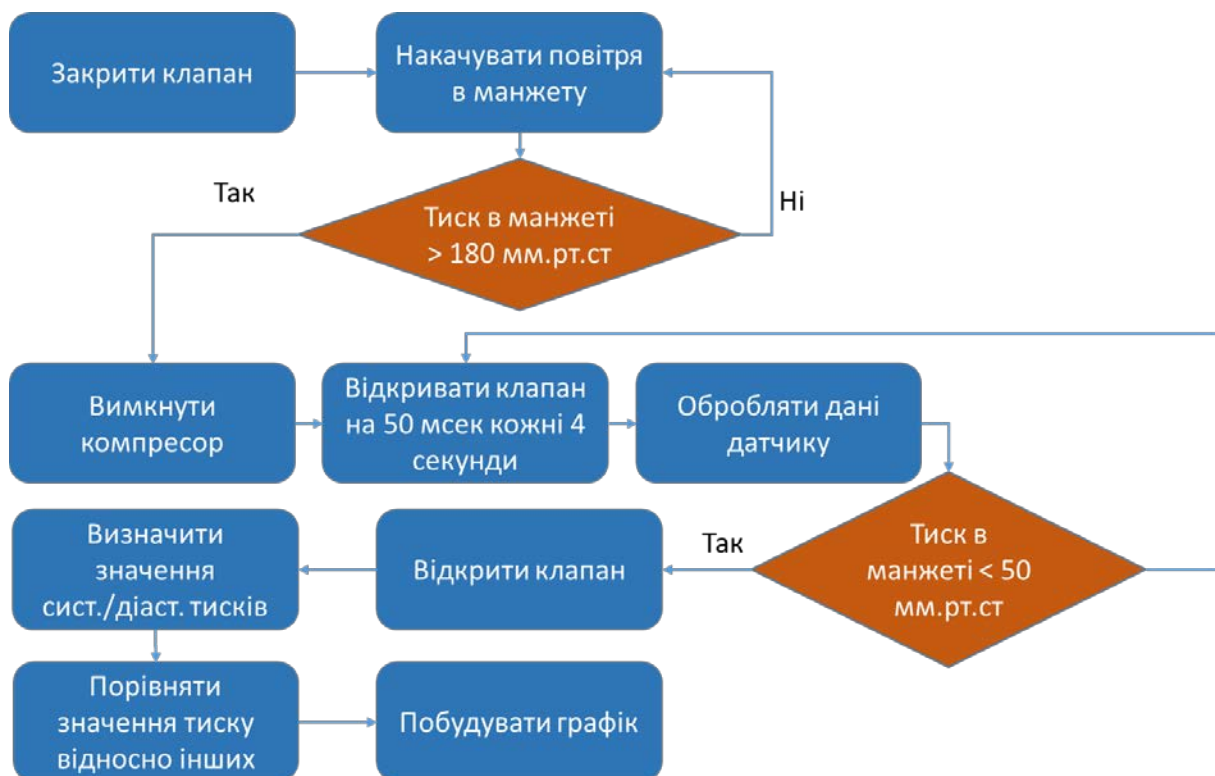 Закрити клапан
Накачувати повітря
в манжету
Так
Ні
Тиск в манжеті
> 180 мм.рт.ст
Вимкнути
компресор
Відкривати клапан
на 50 мсек кожні 4
секунди
Обробляти дані
датчику
Тиск в
манжеті < 50
мм.рт.ст
Так
Відкрити клапан
Визначити
значення
сист./діаст. тисків
Порівняти
значення тиску
відносно інших
Побудувати графік